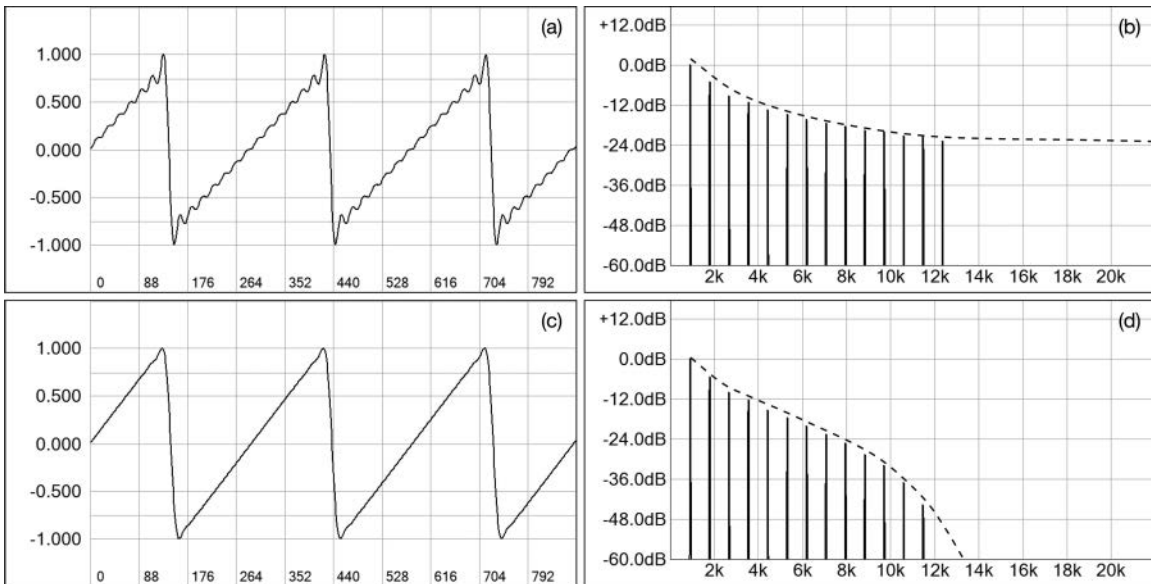 (a)
1.000
0.500
0.000
-0.500
-1.000
0 88 176 264 352 440 528 616 704 792
(b)
+12.0dB
0.0dB
-12.0dB
-24.0dB
-36.0dB
-48.0dB
-60.0dB
2k 4k 6k 8k 10k 12k 14k 16k 18k 20k
(c)
1.000
0.500
0.000
-0.500
-1.000
0 88 176 264 352 440 528 616 704 792
(d)
+12.0dB
0.0dB
-12.0dB
-24.0dB
-36.0dB
-48.0dB
-60.0dB
2k 4k 6k 8k 10k 12k 14k 16k 18k 20k